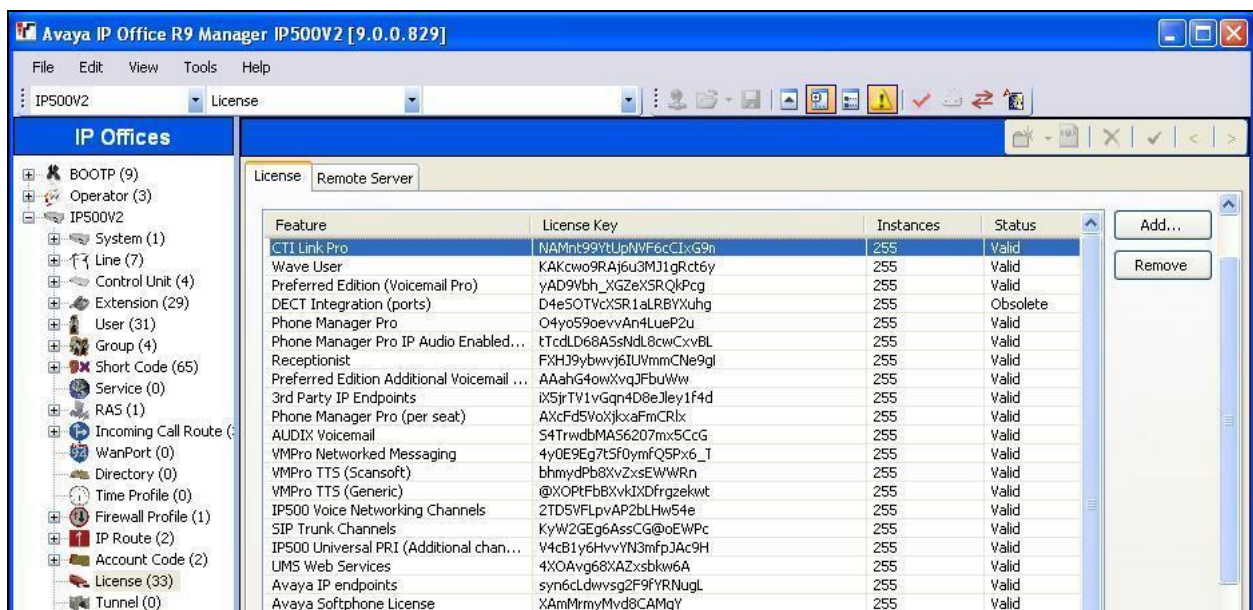 Avaya IP Office R9 Manager IP500V2 [9.0.0.829]
File Edit View Tools Help
IP500V2 License
IP Offices
BOOTP (9)
Operator (3)
IP500V2
System (1)
Line (7)
Control Unit (4)
Extension (29)
User (31)
Group (4)
Short Code (65)
Service (0)
RAS (1)
Incoming Call Route (
WanPort (0)
Directory (0)
Time Profile (0)
Firewall Profile (1)
IP Route (2)
Account Code (2)
License (33)
Tunnel (0)
License Remote Server
Feature License Key Instances Status
CTI Link Pro NAMnt99YtUpNVF6cCIxG9n 255 Valid
Wave User KAKcwo9RAj6u3MJ1gRct6y 255 Valid
Preferred Edition (Voicemail Pro) yAD9Vbh_XGZeXSRQkPcg 255 Valid
DECT Integration (ports) D4eSOTVcXSR1aLRBYXuhg 255 Obsolete
Phone Manager Pro O4yo59oevvAn4LueP2u 255 Valid
Phone Manager Pro IP Audio Enabled... tTcdLD68ASsNdL8cwCxvBL 255 Valid
Receptionist FXHJ9ybwvj6IUVmmCNe9gl 255 Valid
Preferred Edition Additional Voicemail ... AAahG4owXvqJFbuWw 255 Valid
3rd Party IP Endpoints iX5jrTV1vGqn4D8eJley1f4d 255 Valid
Phone Manager Pro (per seat) AXcFd5VoXjkxaFmCRlx 255 Valid
AUDIX Voicemail S4TrwdbMAS6207mx5CcG 255 Valid
VMPro Networked Messaging 4y0E9Eg7tSf0ymfQ5Px6_T 255 Valid
VMPro TTS (Scansoft) bhmydPb8XvZxsEWWRn 255 Valid
VMPro TTS (Generic) @XOPtFbBXvkIXDfrgzekwt 255 Valid
IP500 Voice Networking Channels 2TD5VFLpvAP2bLHw54e 255 Valid
SIP Trunk Channels KyW2GEg6AssCG@oEWPc 255 Valid
IP500 Universal PRI (Additional chan... V4cB1y6HvvYN3mfpJAc9H 255 Valid
UMS Web Services 4XOAvg68XAZxsbkw6A 255 Valid
Avaya IP endpoints syn6cLdwvsg2F9fYRNugL 255 Valid
Avaya Softphone License XAmMrmyMvd8CAMgY 255 Valid
Add...
Remove